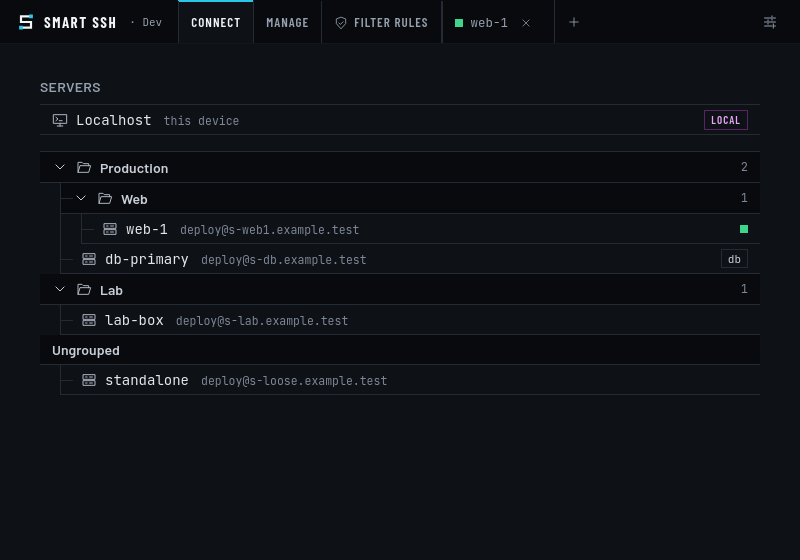 SMART SSH · Dev CONNECT MANAGE FILTER RULES web-1 × +
SERVERS
Localhost this device LOCAL
Production 2
Web 1
web-1 deploy@s-web1.example.test
db-primary deploy@s-db.example.test db
Lab 1
lab-box deploy@s-lab.example.test
Ungrouped
standalone deploy@s-loose.example.test